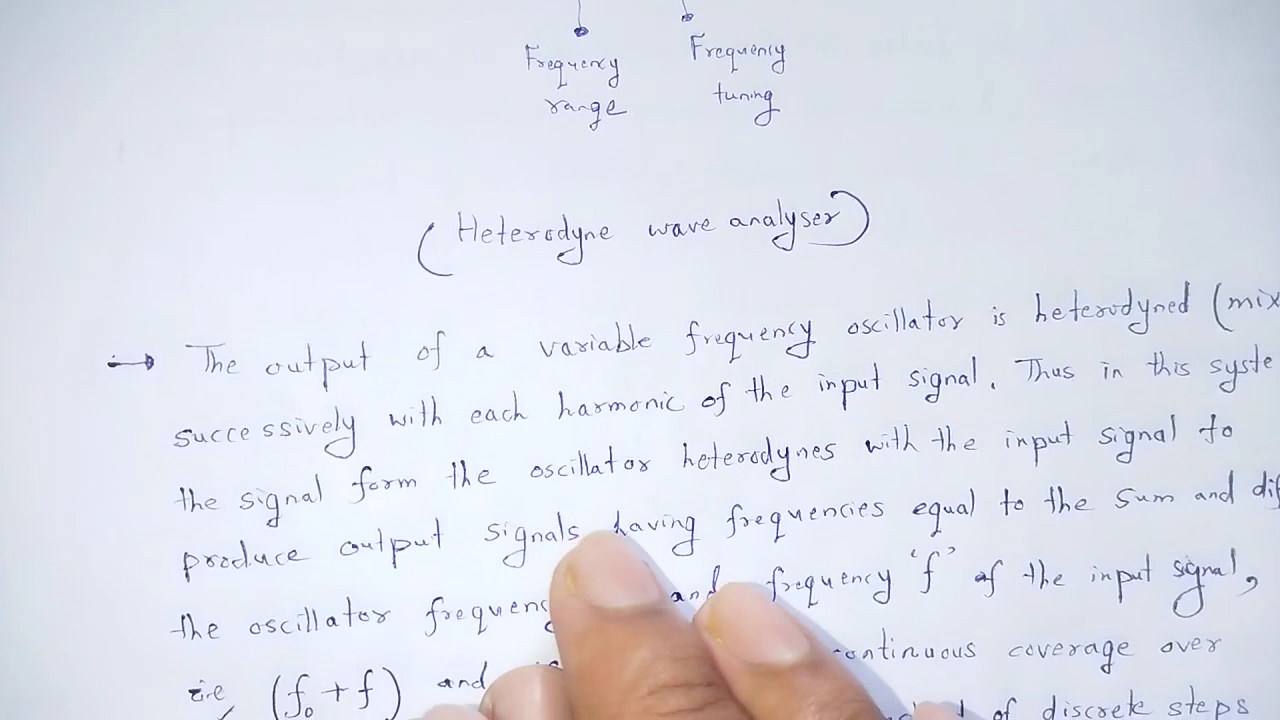 Frequency Frequency
range tuning
(Heterodyne wave analyser)
→ The output of a variable frequency oscillator is heterodyned (mix
successively with each harmonic of the input signal. Thus in this syste
the signal form the oscillator heterodynes with the input signal to
produce output signals having frequencies equal to the sum and dif
the oscillator frequenc and frequency 'f' of the input signal,
ie (f₀ + f) and ontinuous coverage over
of discrete steps